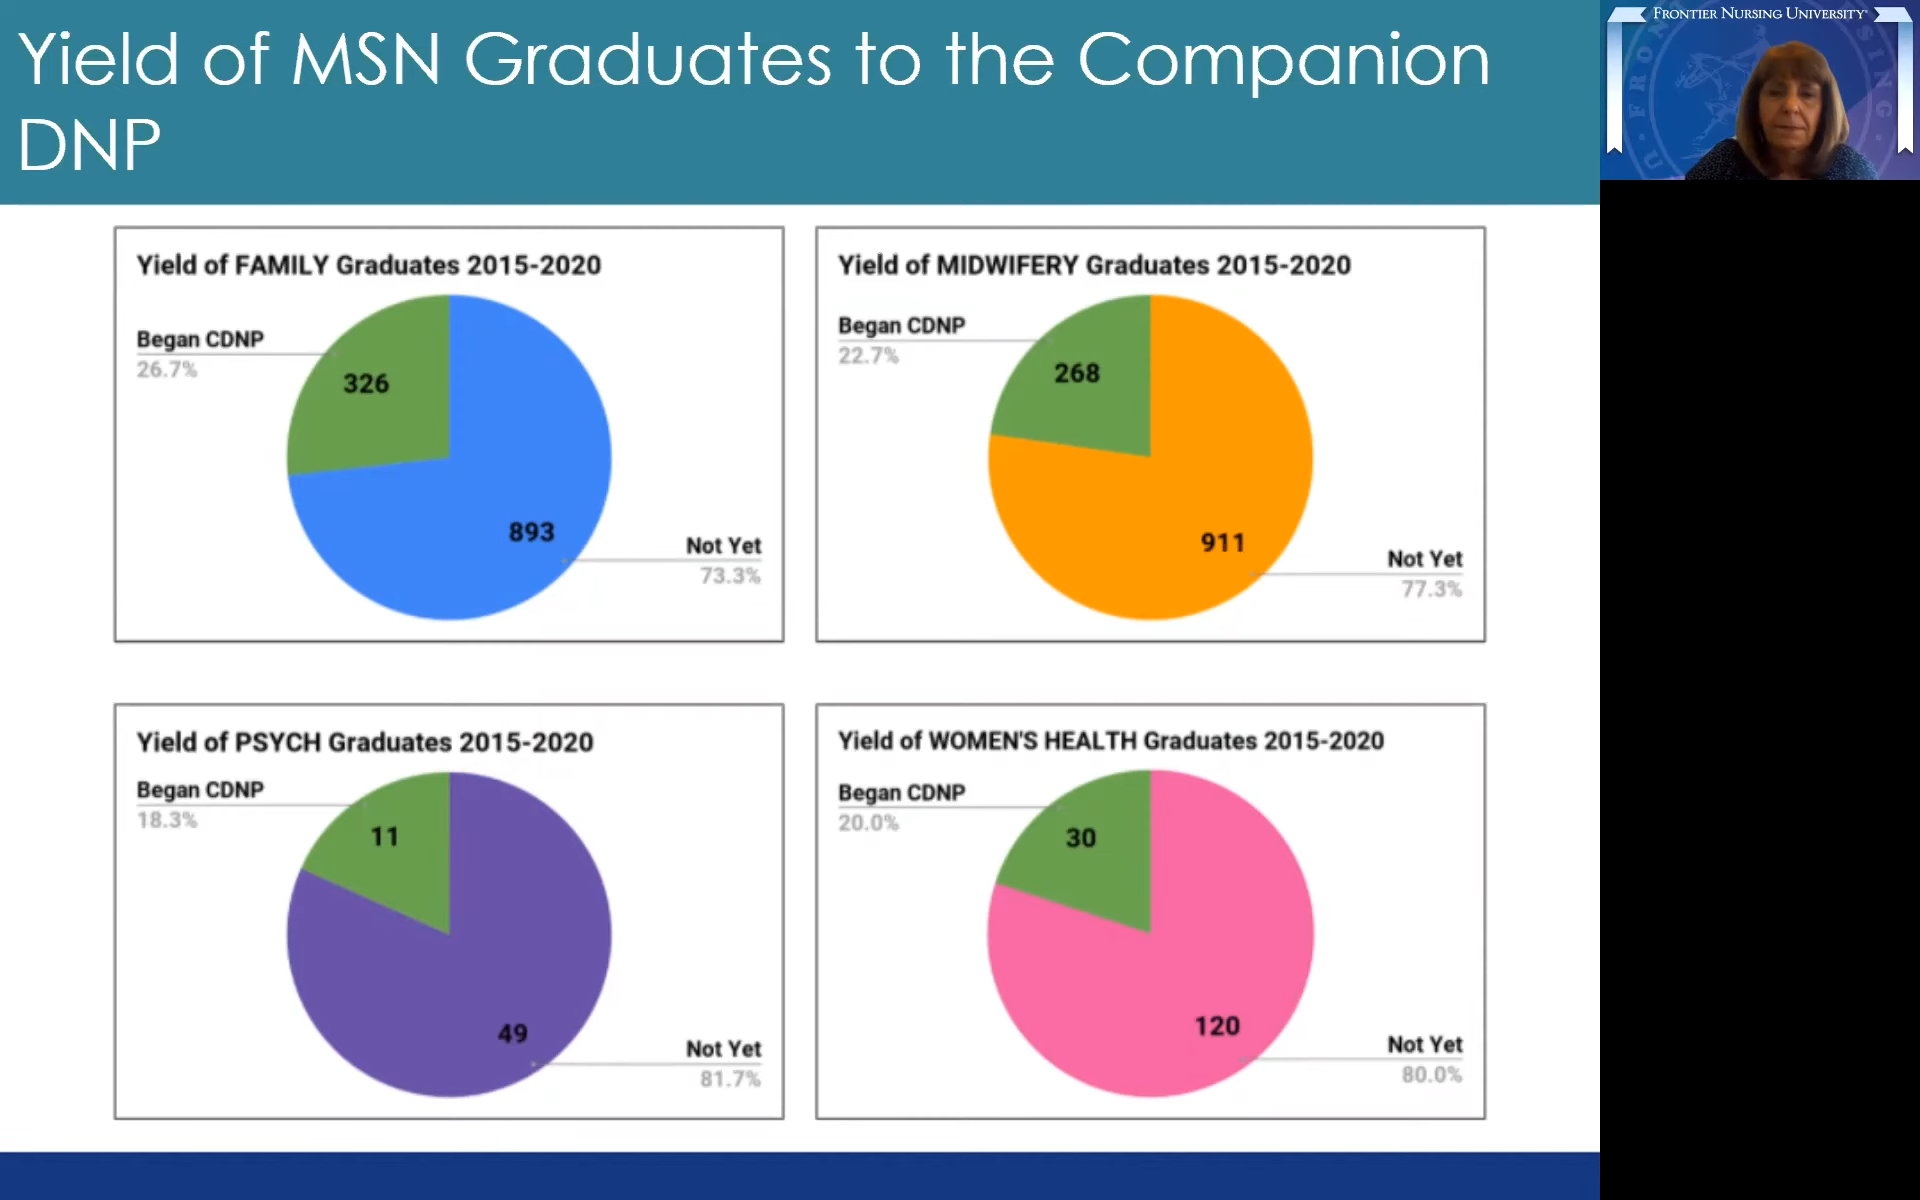 Yield of MSN Graduates to the Companion
DNP
FRONTIER NURSING UNIVERSITY
Yield of FAMILY Graduates 2015-2020
Began CDNP
26.7%
326
893
Not Yet
73.3%
Yield of MIDWIFERY Graduates 2015-2020
Began CDNP
22.7%
268
911
Not Yet
77.3%
Yield of PSYCH Graduates 2015-2020
Began CDNP
18.3%
11
49
Not Yet
81.7%
Yield of WOMEN'S HEALTH Graduates 2015-2020
Began CDNP
20.0%
30
120
Not Yet
80.0%